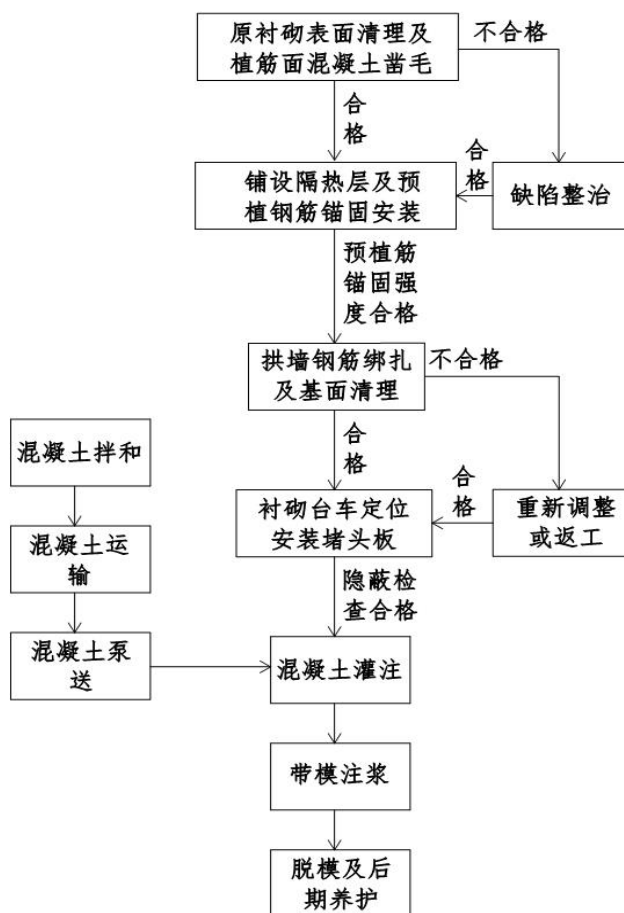 原衬砌表面清理及
植筋面混凝土凿毛
不合格
合
格
铺设隔热层及预
植钢筋锚固安装
合
格
缺陷整治
预植筋
锚固强
度合格
拱墙钢筋绑扎
及基面清理
不合格
合
格
混凝土拌和
衬砌台车定位
安装堵头板
合
格
重新调整
或返工
混凝土运
输
隐蔽检
查合格
混凝土泵
送
混凝土灌注
带模注浆
脱模及后
期养护